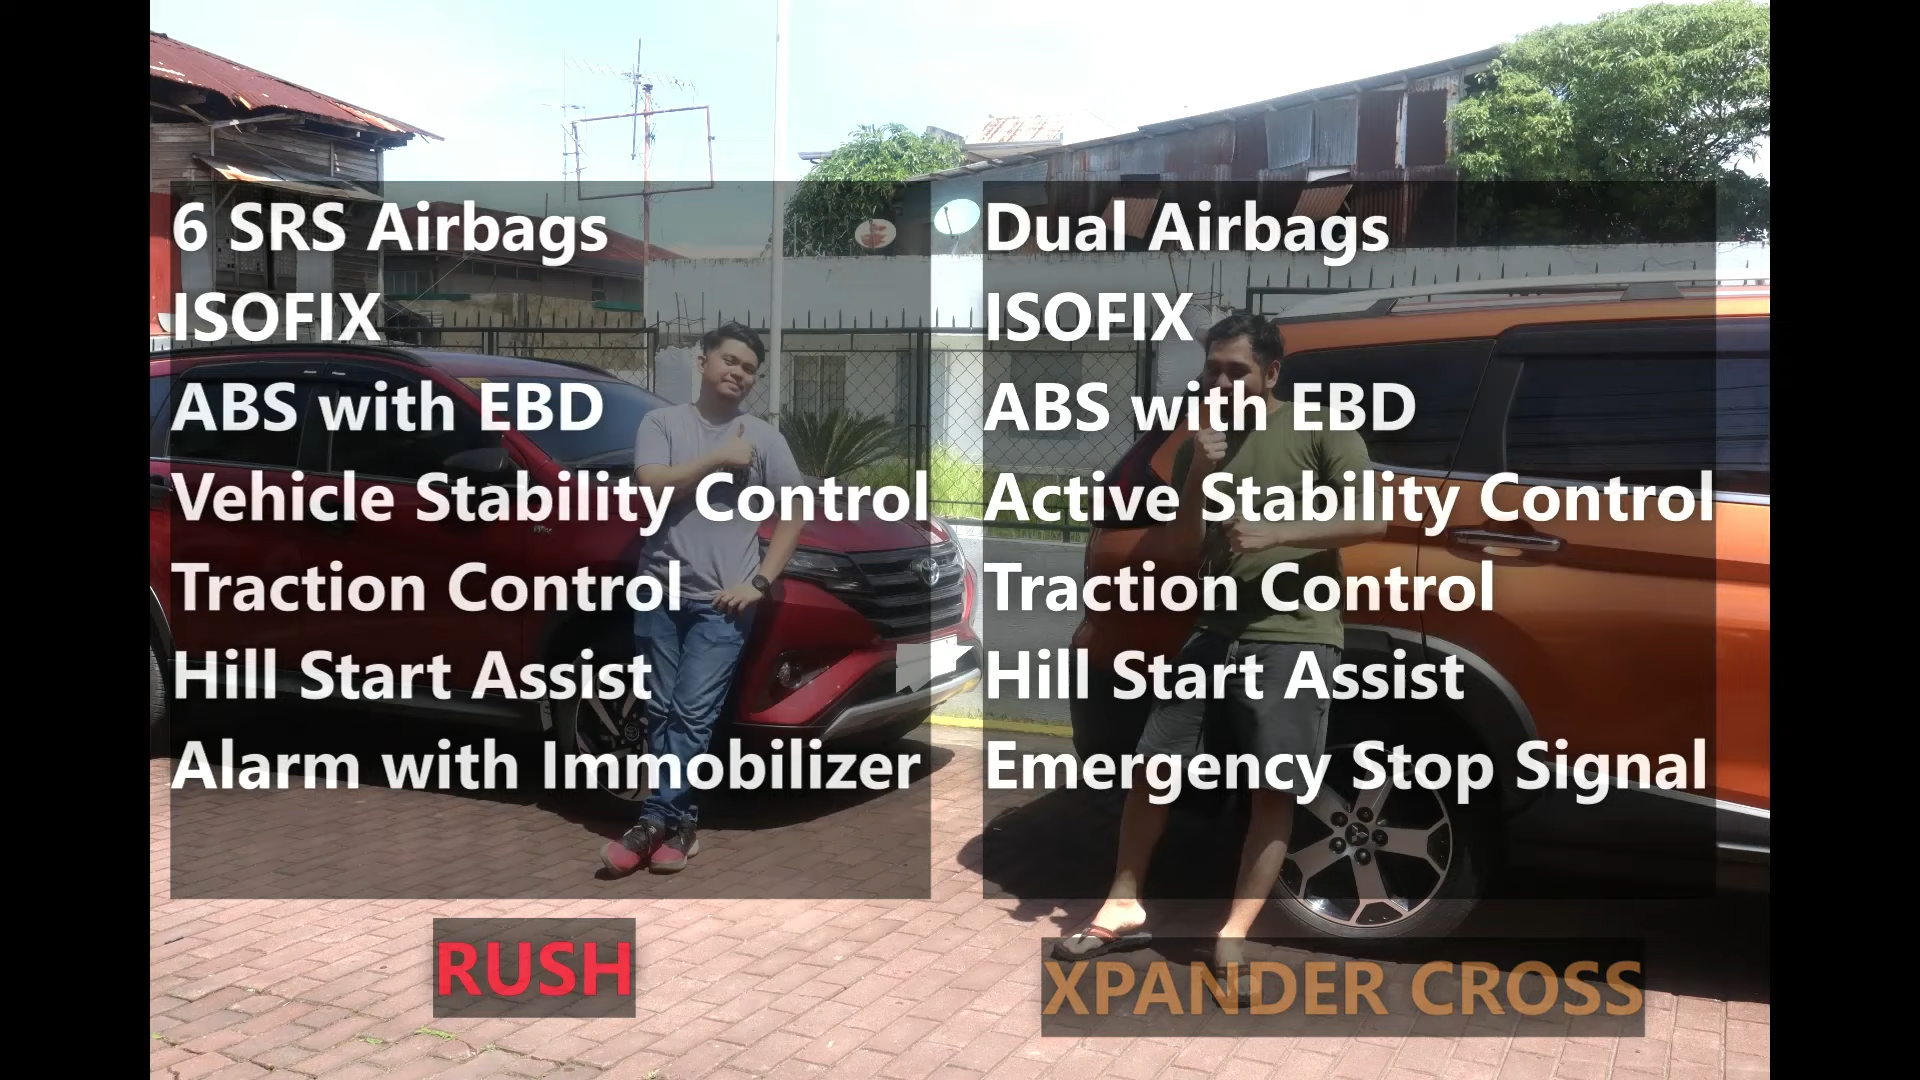 6 SRS Airbags
ISOFIX
ABS with EBD
Vehicle Stability Control
Traction Control
Hill Start Assist
Alarm with Immobilizer
RUSH
Dual Airbags
ISOFIX
ABS with EBD
Active Stability Control
Traction Control
Hill Start Assist
Emergency Stop Signal
XPANDER CROSS